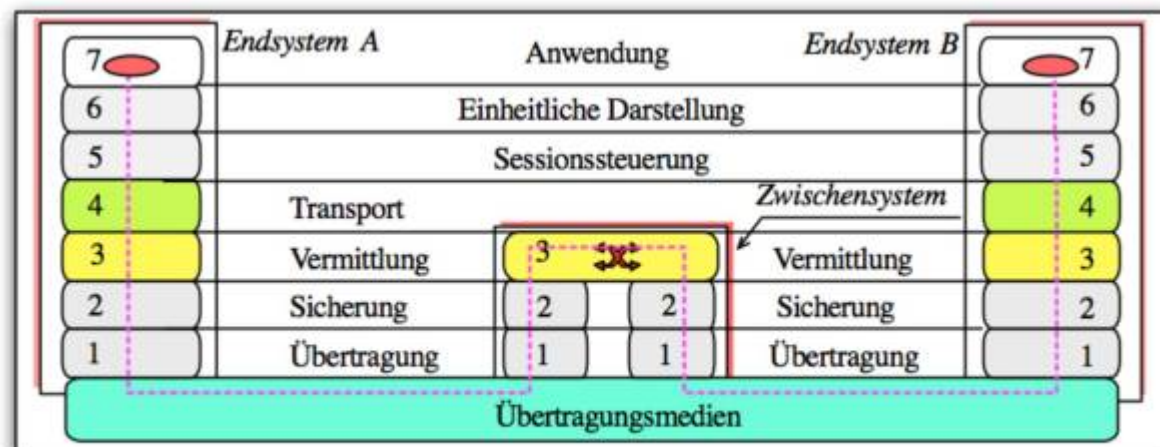 Endsystem A Anwendung Endsystem B
7 7
6 Einheitliche Darstellung 6
5 Sessionssteuerung 5
Zwischensystem
4 Transport 4
3 Vermittlung 3 Vermittlung 3
2 Sicherung 2 2 Sicherung 2
1 Übertragung 1 1 Übertragung 1
Übertragungsmedien